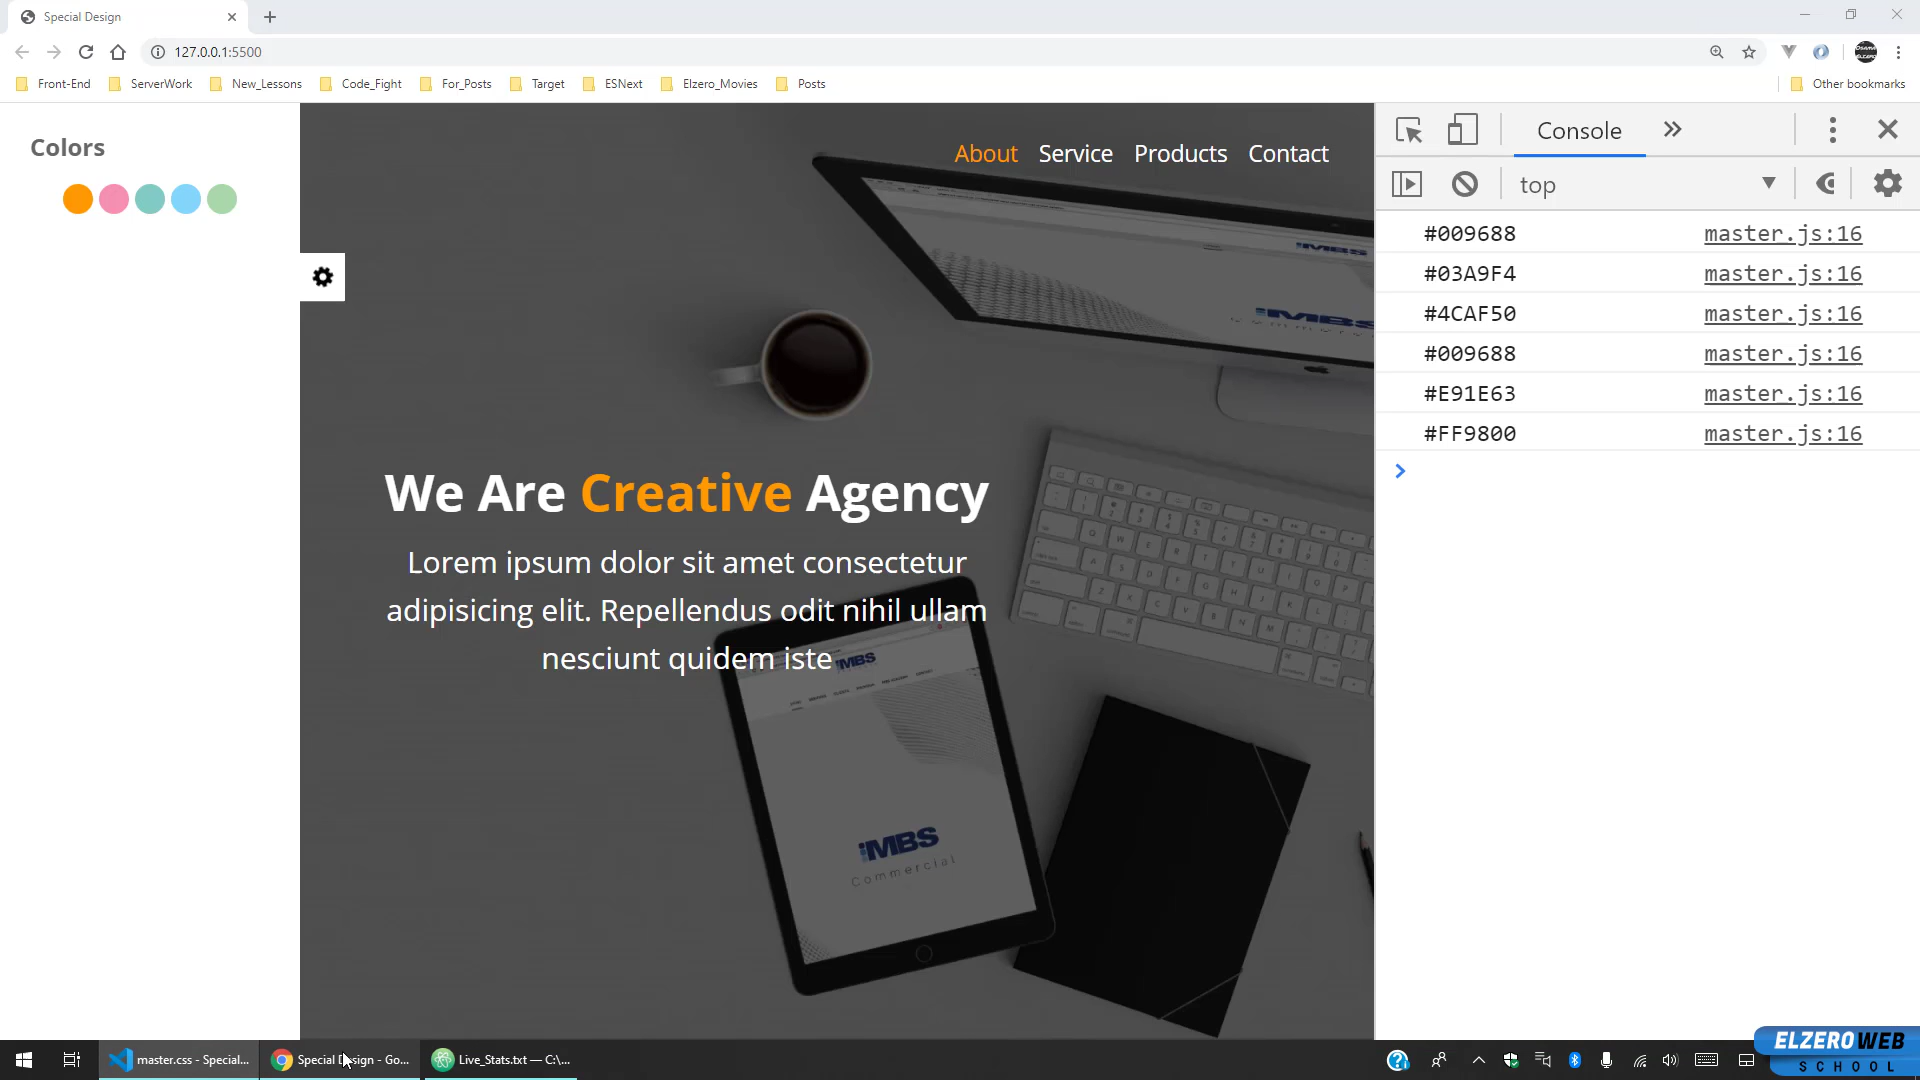 Special Design
127.0.0.1:5500
Front-End
ServerWork
New_Lessons
Code_Fight
For_Posts
Target
ESNext
Elzero_Movies
Posts
Other bookmarks
Colors
About Service Products Contact
We Are Creative Agency
Lorem ipsum dolor sit amet consectetur
adipisicing elit. Repellendus odit nihil ullam
nesciunt quidem iste
MBS
MBS
Commercial
Console
top
#009688 master.js:16
#03A9F4 master.js:16
#4CAF50 master.js:16
#009688 master.js:16
#E91E63 master.js:16
#FF9800 master.js:16
master.css - Special...
Special Design - Go...
Live_Stats.txt — C:\...
ELZERO WEB
SCHOOL